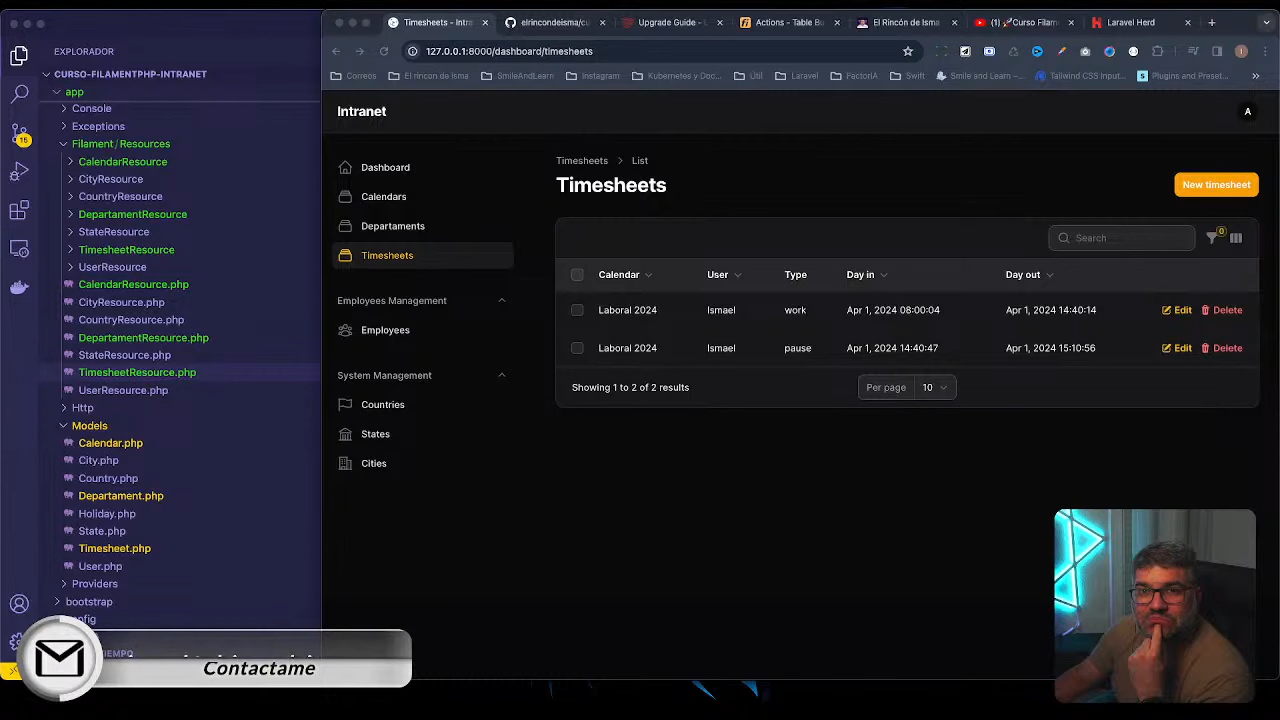 EXPLORADOR
CURSO-FILAMENTPHP-INTRANET
app
Console
Exceptions
Filament/Resources
CalendarResource
CityResource
CountryResource
DepartamentResource
StateResource
TimesheetResource
UserResource
CalendarResource.php
CityResource.php
CountryResource.php
DepartamentResource.php
StateResource.php
TimesheetResource.php
UserResource.php
Http
Models
Calendar.php
City.php
Country.php
Departament.php
Holiday.php
State.php
Timesheet.php
User.php
Providers
bootstrap
15
Contactame
Timesheets - Intra
elrincondeisma/cu
Upgrade Guide - L
Actions - Table Bu
El Rincón de Isma
(1) Curso Filam
Laravel Herd
127.0.0.1:8000/dashboard/timesheets
I
Correos
El rincon de Isma
SmileAndLearn
Instagram
Kubernetes y Doc...
Útil
Laravel
FactoriA
Swift
Smile and Learn –...
Tailwind CSS Input...
Plugins and Preset...
Intranet
A
Dashboard
Calendars
Departaments
Timesheets
Employees Management
Employees
System Management
Countries
States
Cities
Timesheets > List
Timesheets
New timesheet
Search
0
Calendar User Type Day in Day out
Laboral 2024 Ismael work Apr 1, 2024 08:00:04 Apr 1, 2024 14:40:14 Edit Delete
Laboral 2024 Ismael pause Apr 1, 2024 14:40:47 Apr 1, 2024 15:10:56 Edit Delete
Showing 1 to 2 of 2 results
Per page 10